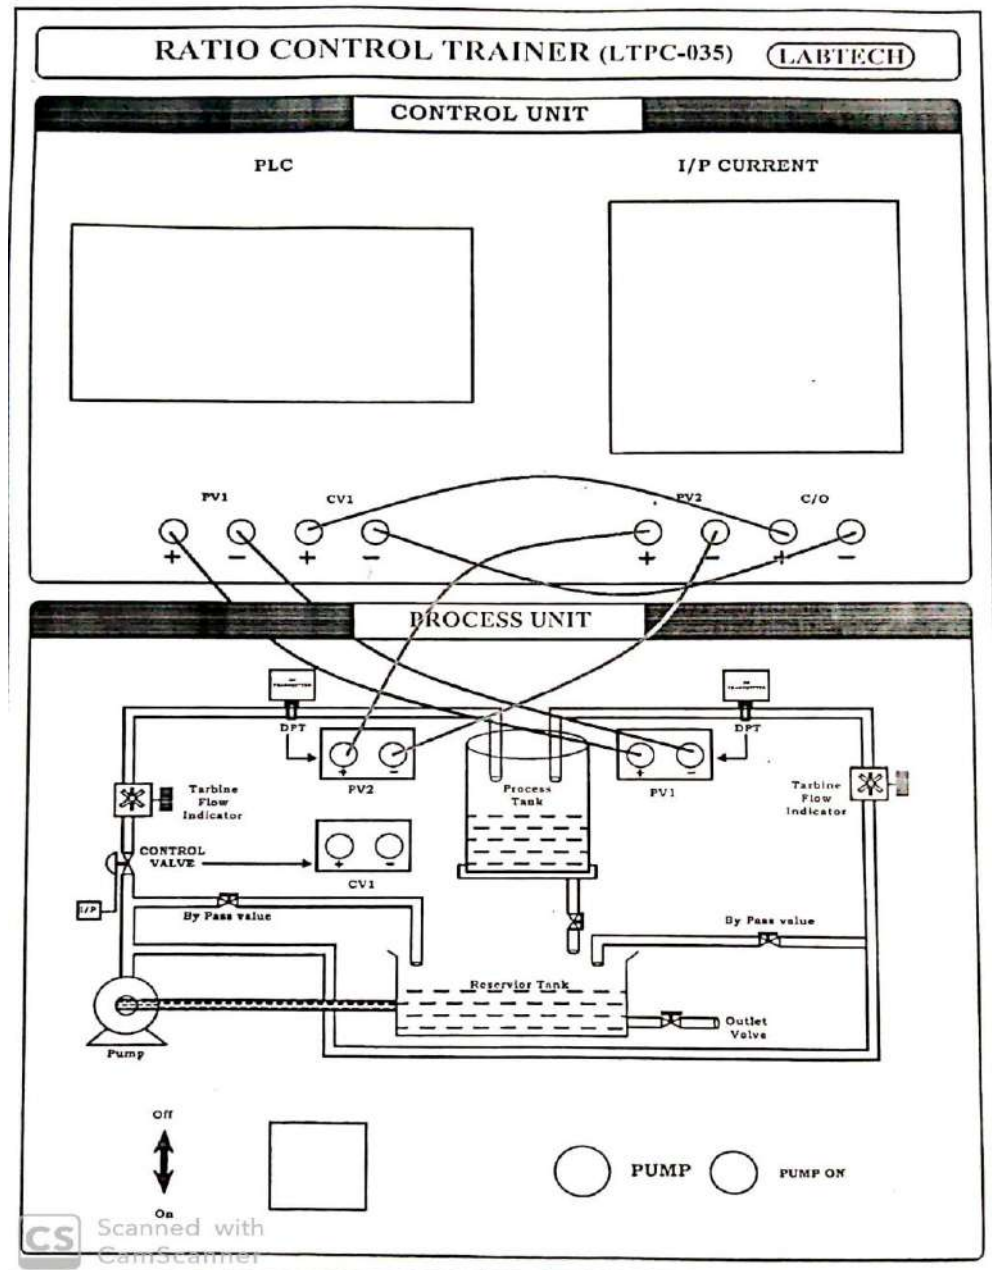 RATIO CONTROL TRAINER (LTPC-035) LABTECH
CONTROL UNIT
PLC I/P CURRENT
PV1 CV1 PV2 C/O
+ − + − + − + −
PROCESS UNIT
DPT DPT
+ − + −
PV2 PV1
Process
Tank
Tarbine
Flow
Indicator
Tarbine
Flow
Indicator
CONTROL
VALVE
+ −
CV1
I/P
By Pass value
By Pass value
Reservior Tank
Outlet
Valve
Pump
Off
On
PUMP PUMP ON
CS Scanned with
CamScanner